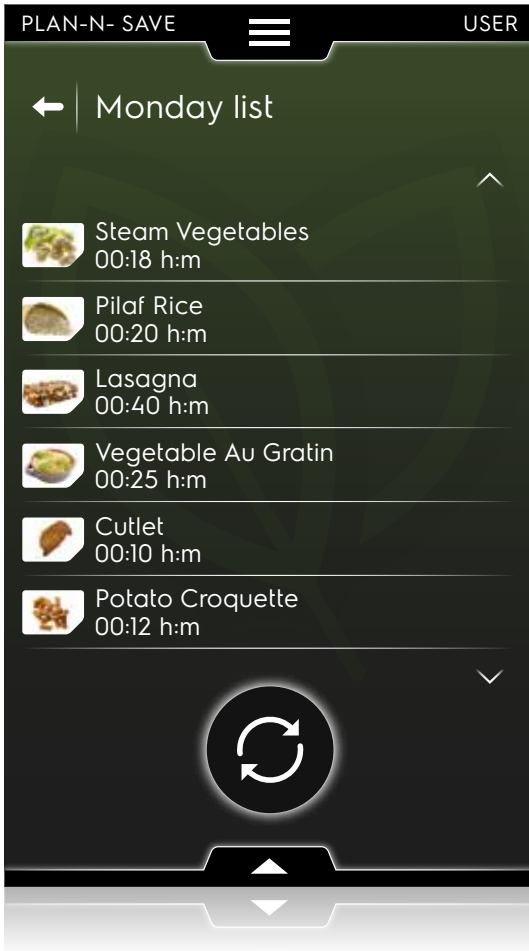 PLAN-N- SAVE
USER
Monday list
Steam Vegetables
00:18 h:m
Pilaf Rice
00:20 h:m
Lasagna
00:40 h:m
Vegetable Au Gratin
00:25 h:m
Cutlet
00:10 h:m
Potato Croquette
00:12 h:m